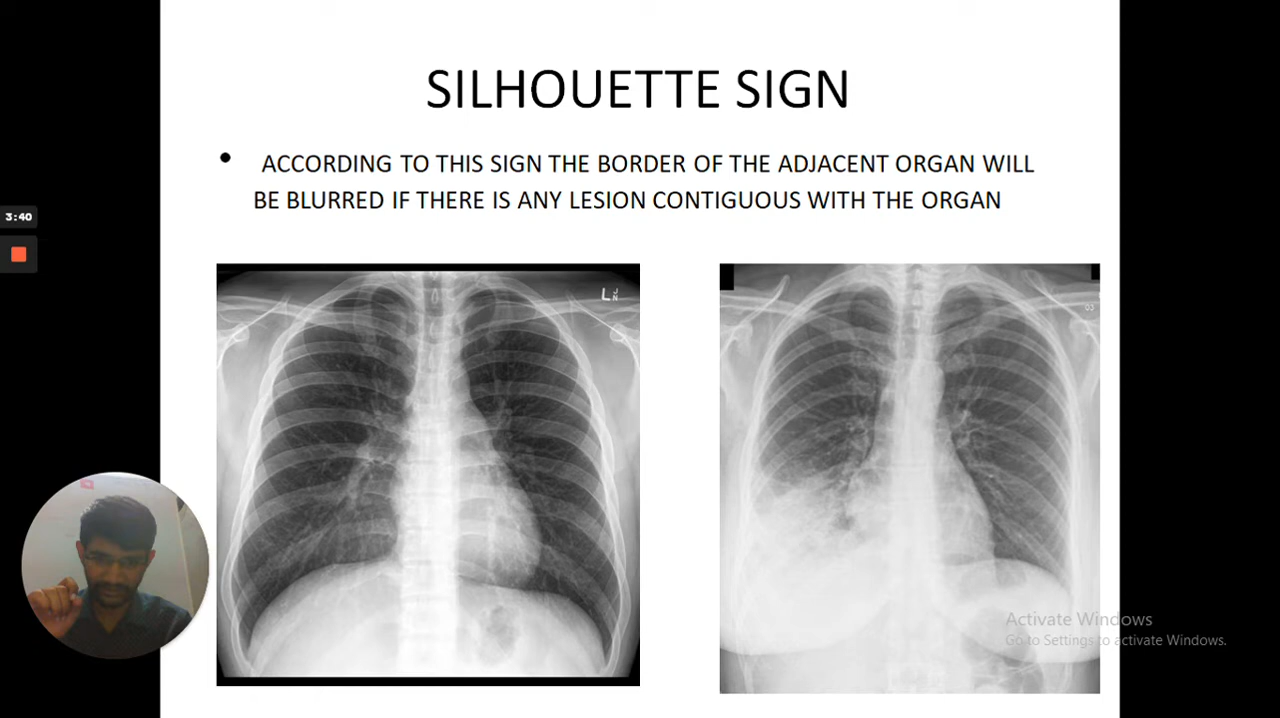 SILHOUETTE SIGN
• ACCORDING TO THIS SIGN THE BORDER OF THE ADJACENT ORGAN WILL
BE BLURRED IF THERE IS ANY LESION CONTIGUOUS WITH THE ORGAN
3:40
L
Activate Windows
Go to Settings to activate Windows.